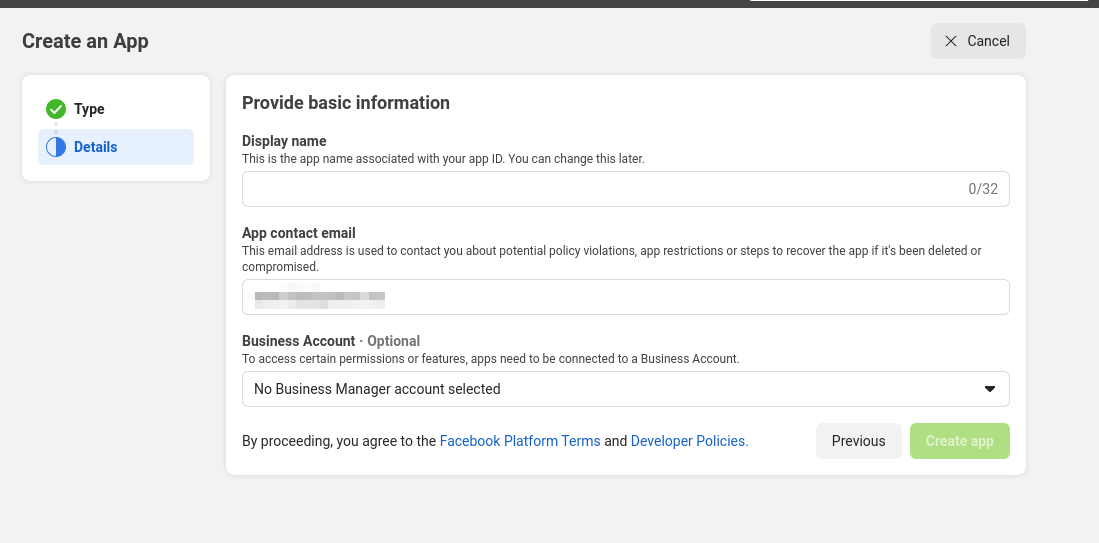 Create an App
Cancel
Type
Details
Provide basic information
Display name
This is the app name associated with your app ID. You can change this later.
0/32
App contact email
This email address is used to contact you about potential policy violations, app restrictions or steps to recover the app if it's been deleted or
compromised.
Business Account · Optional
To access certain permissions or features, apps need to be connected to a Business Account.
No Business Manager account selected
By proceeding, you agree to the Facebook Platform Terms and Developer Policies.
Previous
Create app